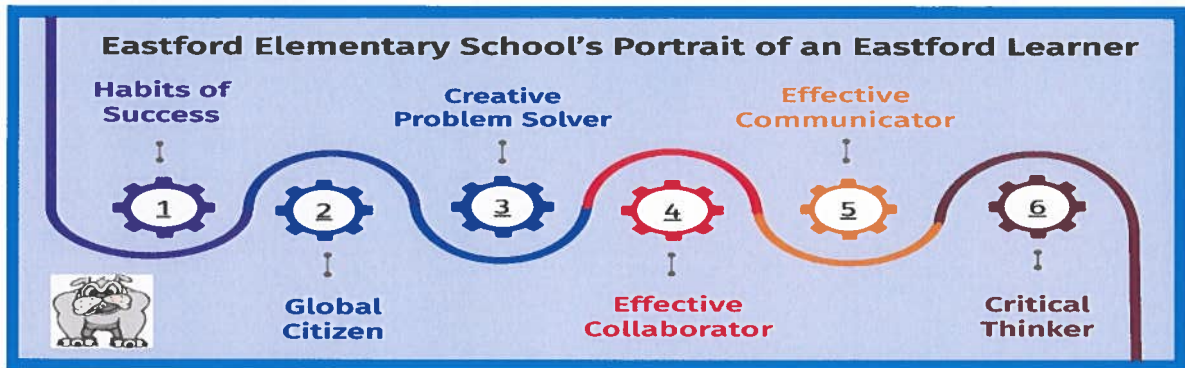 Eastford Elementary School's Portrait of an Eastford Learner
Habits of
Success
1
Global
Citizen
2
Creative
Problem Solver
3
Effective
Collaborator
4
Effective
Communicator
5
Critical
Thinker
6